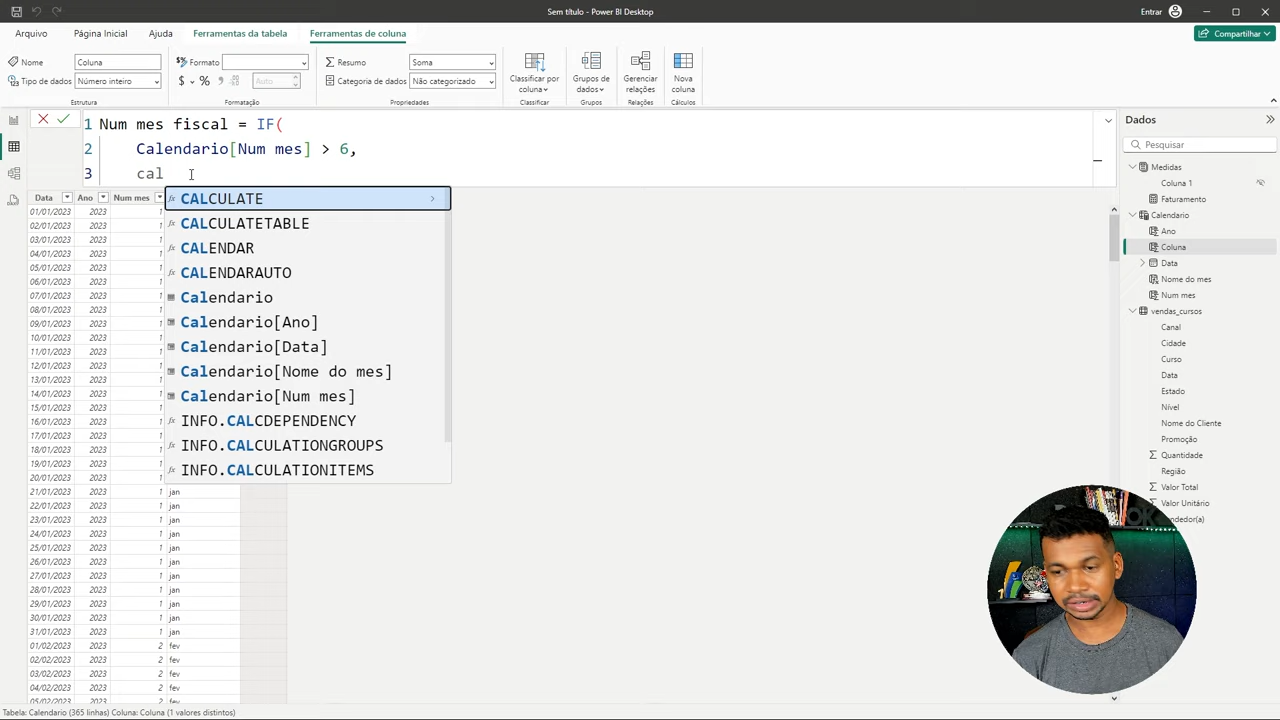 Sem título - Power BI Desktop
Entrar
Arquivo Página Inicial Ajuda Ferramentas da tabela Ferramentas de coluna
Compartilhar
Nome Coluna
Tipo de dados Número inteiro
Estrutura
Formato
$ % Auto
Formatação
Resumo Soma
Categoria de dados Não categorizado
Propriedades
Classificar por coluna
Classificar
Grupos de dados
Grupos
Gerenciar relações
Relações
Nova coluna
Cálculos
1 Num mes fiscal = IF(
2 Calendario[Num mes] > 6,
3 cal
CALCULATE
CALCULATETABLE
CALENDAR
CALENDARAUTO
Calendario
Calendario[Ano]
Calendario[Data]
Calendario[Nome do mes]
Calendario[Num mes]
INFO.CALCDEPENDENCY
INFO.CALCULATIONGROUPS
INFO.CALCULATIONITEMS
Data Ano Num mes
01/01/2023 2023 1
02/01/2023 2023 1
03/01/2023 2023 1
04/01/2023 2023 1
05/01/2023 2023 1
06/01/2023 2023 1
07/01/2023 2023 1
08/01/2023 2023 1
09/01/2023 2023 1
10/01/2023 2023 1
11/01/2023 2023 1
12/01/2023 2023 1
13/01/2023 2023 1
14/01/2023 2023 1
15/01/2023 2023 1
16/01/2023 2023 1
17/01/2023 2023 1
18/01/2023 2023 1
19/01/2023 2023 1
20/01/2023 2023 1
21/01/2023 2023 1 jan
22/01/2023 2023 1 jan
23/01/2023 2023 1 jan
24/01/2023 2023 1 jan
25/01/2023 2023 1 jan
26/01/2023 2023 1 jan
27/01/2023 2023 1 jan
28/01/2023 2023 1 jan
29/01/2023 2023 1 jan
30/01/2023 2023 1 jan
31/01/2023 2023 1 jan
01/02/2023 2023 2 fev
02/02/2023 2023 2 fev
03/02/2023 2023 2 fev
04/02/2023 2023 2 fev
05/02/2023 2023 2 fev
Dados
Pesquisar
Medidas
Coluna 1
Faturamento
Calendario
Ano
Coluna
Data
Nome do mes
Num mes
vendas_cursos
Canal
Cidade
Curso
Data
Estado
Nível
Nome do Cliente
Promoção
Quantidade
Região
Valor Total
Valor Unitário
Tabela: Calendario (365 linhas) Coluna: Coluna (1 valores distintos)